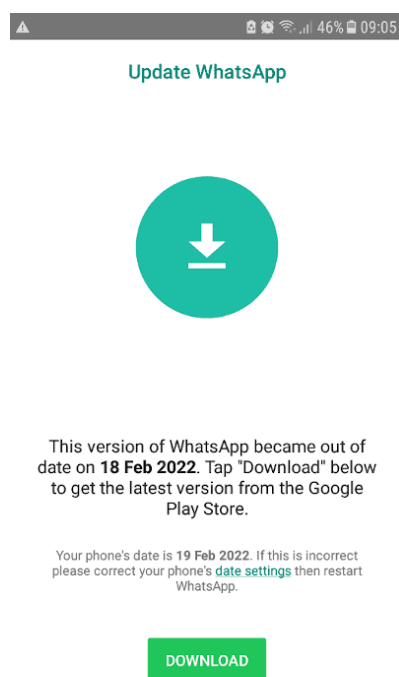 46% 09:05
Update WhatsApp
This version of WhatsApp became out of
date on 18 Feb 2022. Tap "Download" below
to get the latest version from the Google
Play Store.
Your phone's date is 19 Feb 2022. If this is incorrect
please correct your phone's date settings then restart
WhatsApp.
DOWNLOAD